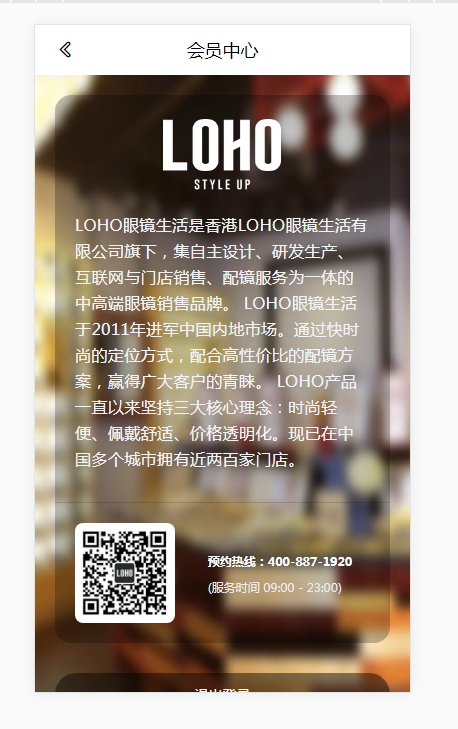 会员中心
LOHO
STYLE UP
LOHO眼镜生活是香港LOHO眼镜生活有
限公司旗下，集自主设计、研发生产、
互联网与门店销售、配镜服务为一体的
中高端眼镜销售品牌。 LOHO眼镜生活
于2011年进军中国内地市场。通过快时
尚的定位方式，配合高性价比的配镜方
案，赢得广大客户的青睐。 LOHO产品
一直以来坚持三大核心理念：时尚轻
便、佩戴舒适、价格透明化。现已在中
国多个城市拥有近两百家门店。
LOHO
预约热线：400-887-1920
(服务时间 09:00 - 23:00)
退出登录